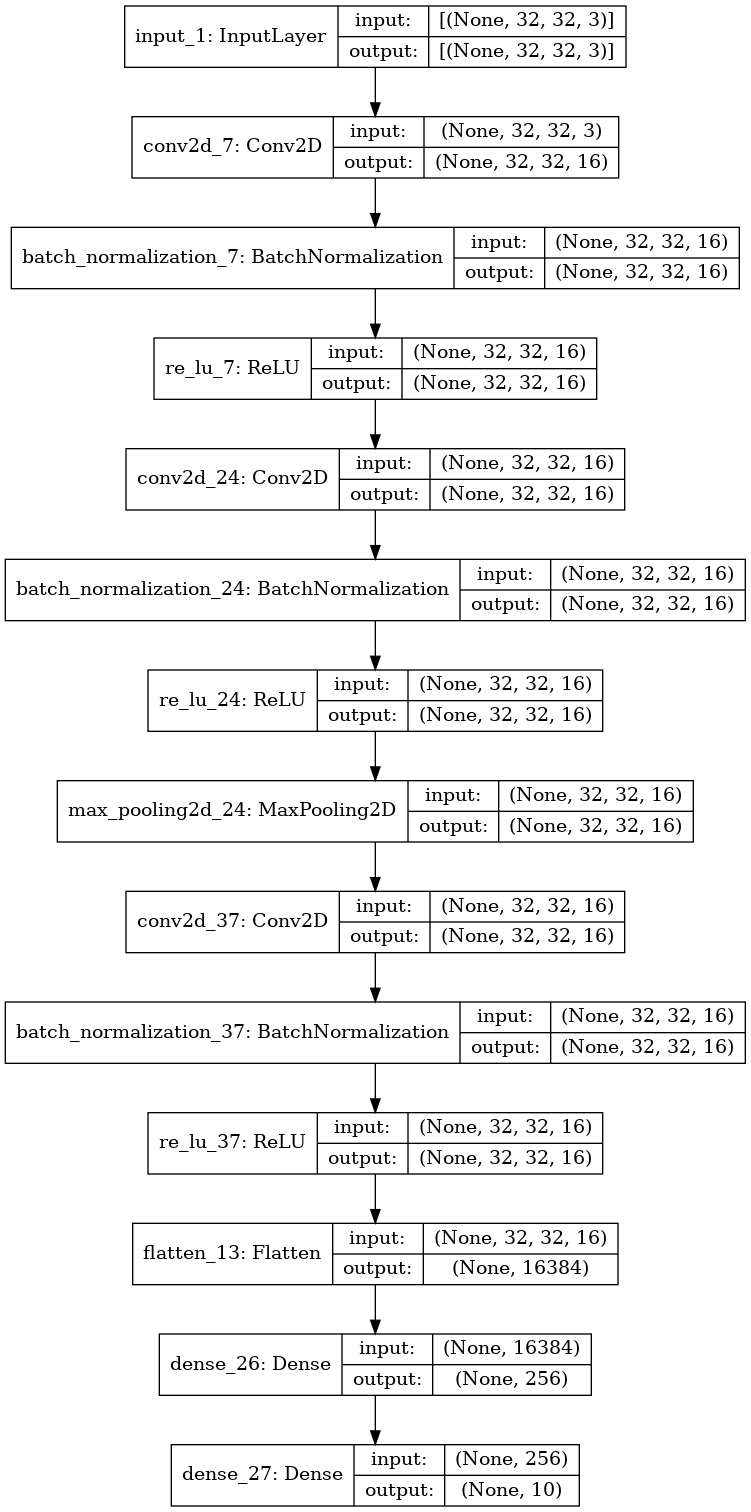 input_1: InputLayer
input: [(None, 32, 32, 3)]
output: [(None, 32, 32, 3)]
conv2d_7: Conv2D
input: (None, 32, 32, 3)
output: (None, 32, 32, 16)
batch_normalization_7: BatchNormalization
input: (None, 32, 32, 16)
output: (None, 32, 32, 16)
re_lu_7: ReLU
input: (None, 32, 32, 16)
output: (None, 32, 32, 16)
conv2d_24: Conv2D
input: (None, 32, 32, 16)
output: (None, 32, 32, 16)
batch_normalization_24: BatchNormalization
input: (None, 32, 32, 16)
output: (None, 32, 32, 16)
re_lu_24: ReLU
input: (None, 32, 32, 16)
output: (None, 32, 32, 16)
max_pooling2d_24: MaxPooling2D
input: (None, 32, 32, 16)
output: (None, 32, 32, 16)
conv2d_37: Conv2D
input: (None, 32, 32, 16)
output: (None, 32, 32, 16)
batch_normalization_37: BatchNormalization
input: (None, 32, 32, 16)
output: (None, 32, 32, 16)
re_lu_37: ReLU
input: (None, 32, 32, 16)
output: (None, 32, 32, 16)
flatten_13: Flatten
input: (None, 32, 32, 16)
output: (None, 16384)
dense_26: Dense
input: (None, 16384)
output: (None, 256)
dense_27: Dense
input: (None, 256)
output: (None, 10)